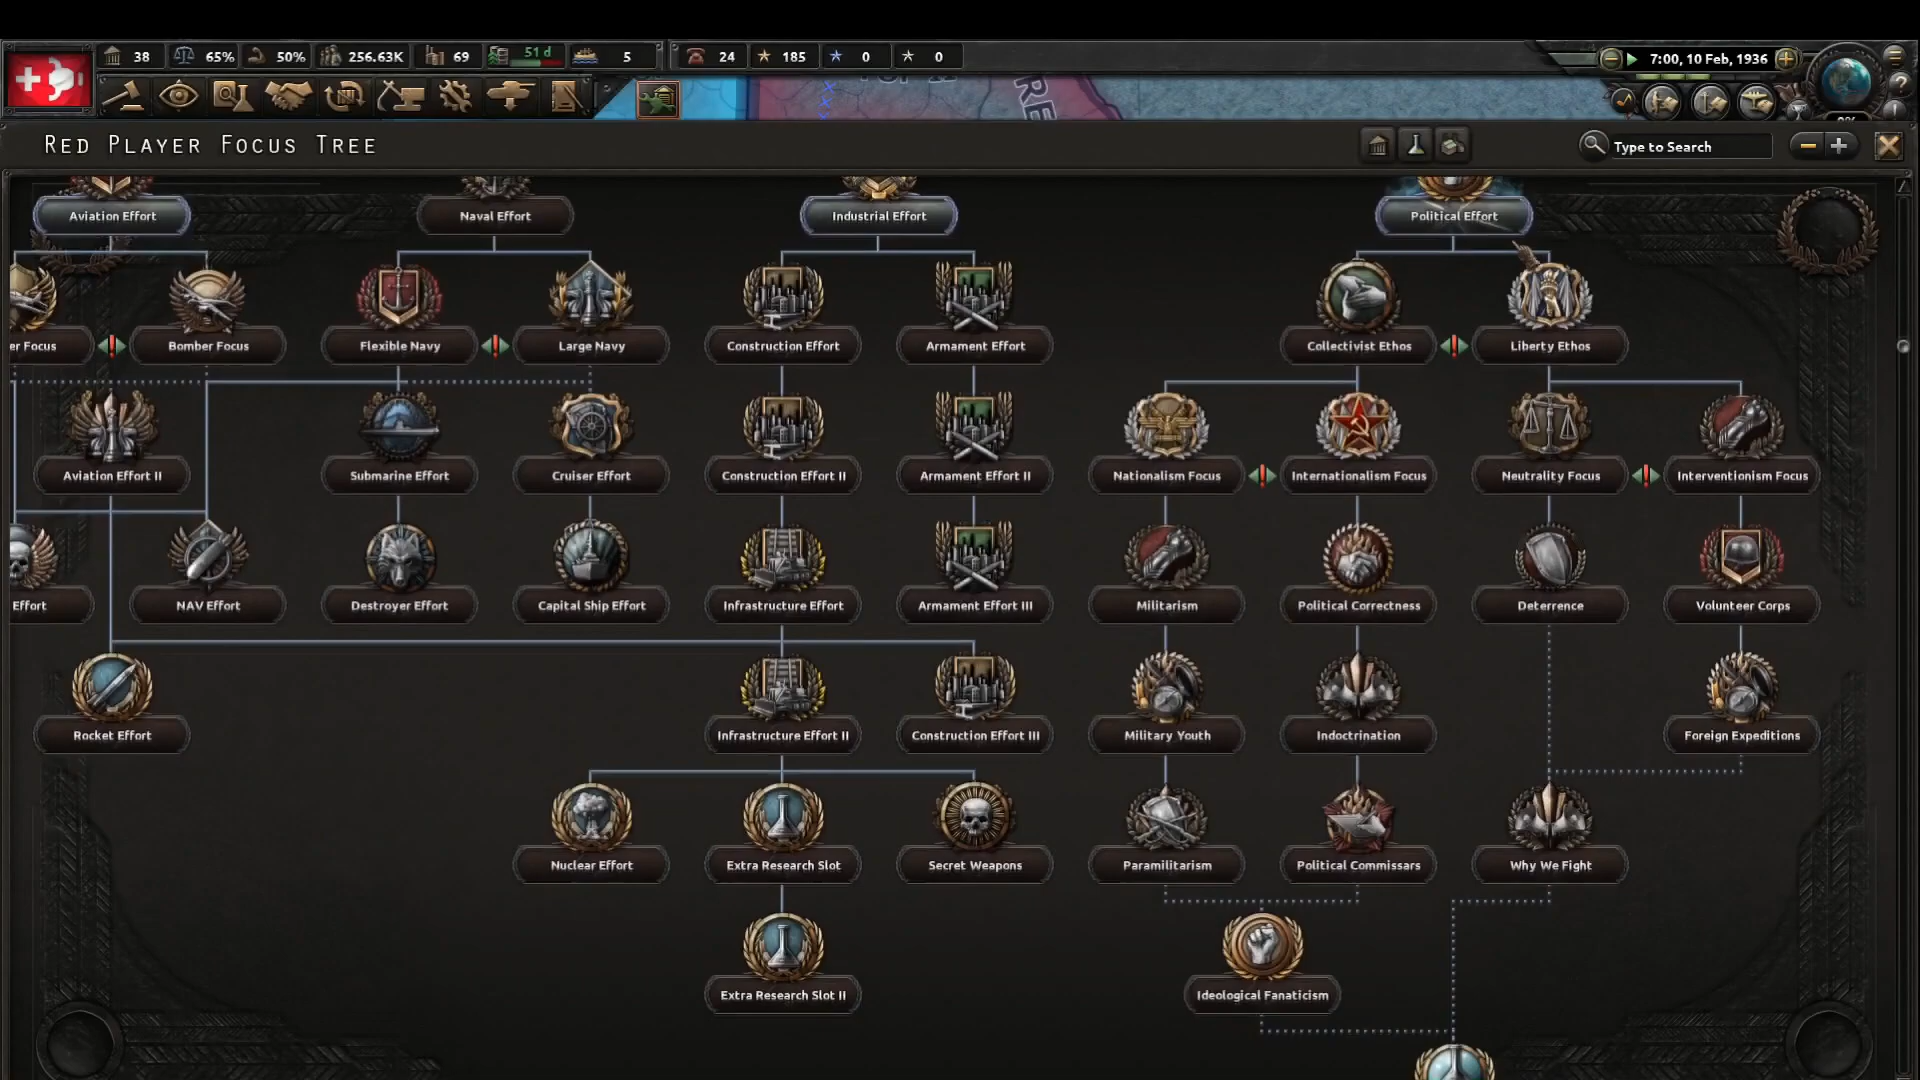 38 65% 50% 256.63K 69 51 d 5 24 185 0 0 7:00, 10 Feb, 1936
RED PLAYER FOCUS TREE
Type to Search
Aviation Effort Naval Effort Industrial Effort Political Effort
er Focus Bomber Focus Flexible Navy Large Navy Construction Effort Armament Effort Collectivist Ethos Liberty Ethos
Aviation Effort II Submarine Effort Cruiser Effort Construction Effort II Armament Effort II Nationalism Focus Internationalism Focus Neutrality Focus Interventionism Focus
Effort NAV Effort Destroyer Effort Capital Ship Effort Infrastructure Effort Armament Effort III Militarism Political Correctness Deterrence Volunteer Corps
Rocket Effort Infrastructure Effort II Construction Effort III Military Youth Indoctrination Foreign Expeditions
Nuclear Effort Extra Research Slot Secret Weapons Paramilitarism Political Commissars Why We Fight
Extra Research Slot II Ideological Fanaticism